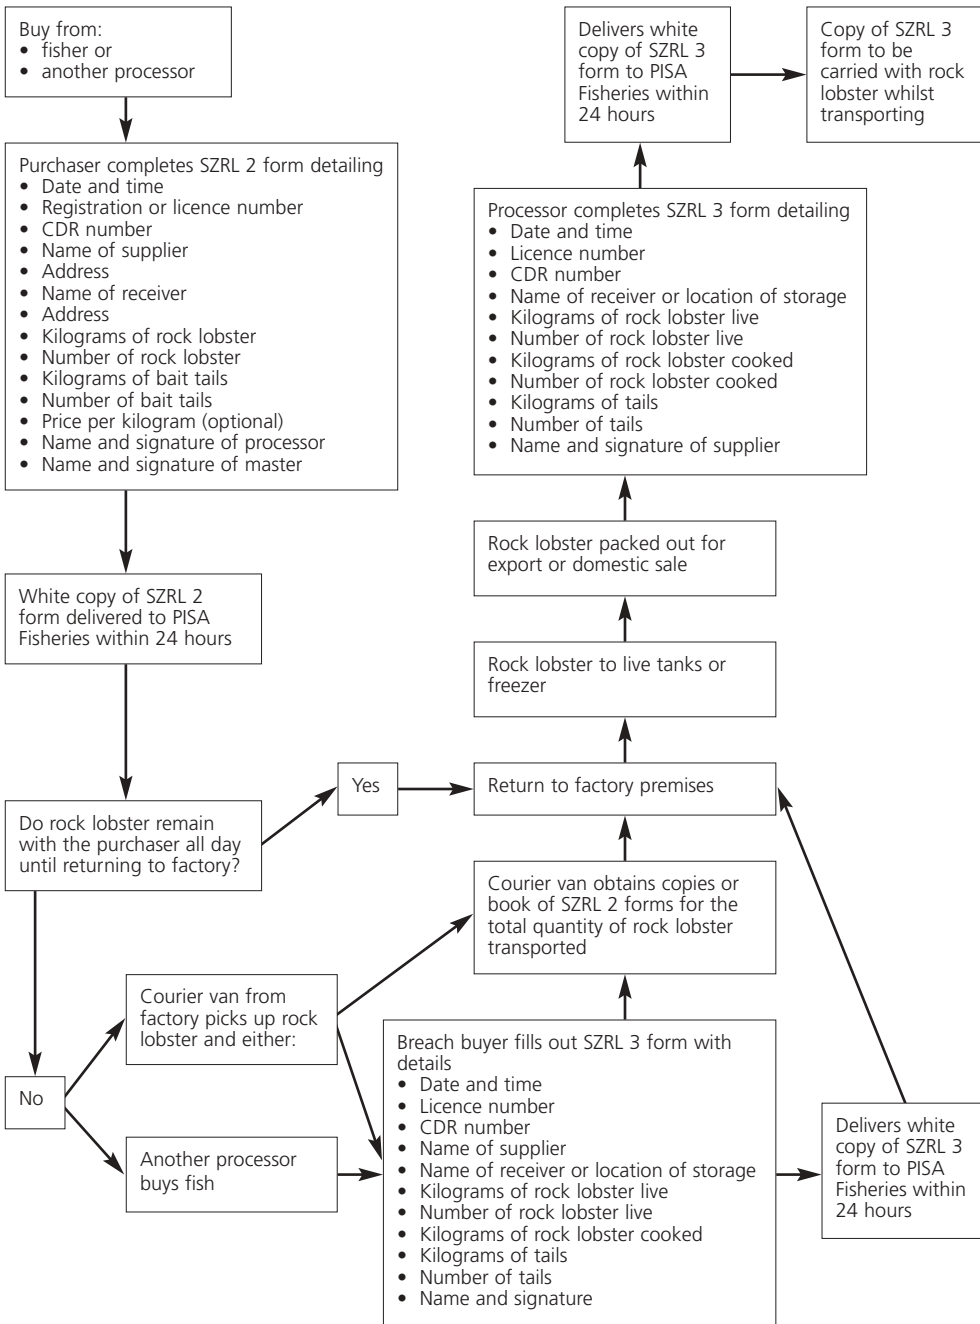 Buy from:
• fisher or
• another processor
Purchaser completes SZRL 2 form detailing
• Date and time
• Registration or licence number
• CDR number
• Name of supplier
• Address
• Name of receiver
• Address
• Kilograms of rock lobster
• Number of rock lobster
• Kilograms of bait tails
• Number of bait tails
• Price per kilogram (optional)
• Name and signature of processor
• Name and signature of master
White copy of SZRL 2
form delivered to PISA
Fisheries within 24 hours
Do rock lobster remain
with the purchaser all day
until returning to factory?
Yes
No
Courier van from
factory picks up rock
lobster and either:
Another processor
buys fish
Breach buyer fills out SZRL 3 form with
details
• Date and time
• Licence number
• CDR number
• Name of supplier
• Name of receiver or location of storage
• Kilograms of rock lobster live
• Number of rock lobster live
• Kilograms of rock lobster cooked
• Kilograms of tails
• Number of tails
• Name and signature
Delivers white
copy of SZRL 3
form to PISA
Fisheries within
24 hours
Courier van obtains copies or
book of SZRL 2 forms for the
total quantity of rock lobster
transported
Return to factory premises
Rock lobster to live tanks or
freezer
Rock lobster packed out for
export or domestic sale
Processor completes SZRL 3 form detailing
• Date and time
• Licence number
• CDR number
• Name of receiver or location of storage
• Kilograms of rock lobster live
• Number of rock lobster live
• Kilograms of rock lobster cooked
• Number of rock lobster cooked
• Kilograms of tails
• Number of tails
• Name and signature of supplier
Delivers white
copy of SZRL 3
form to PISA
Fisheries within
24 hours
Copy of SZRL 3
form to be
carried with rock
lobster whilst
transporting